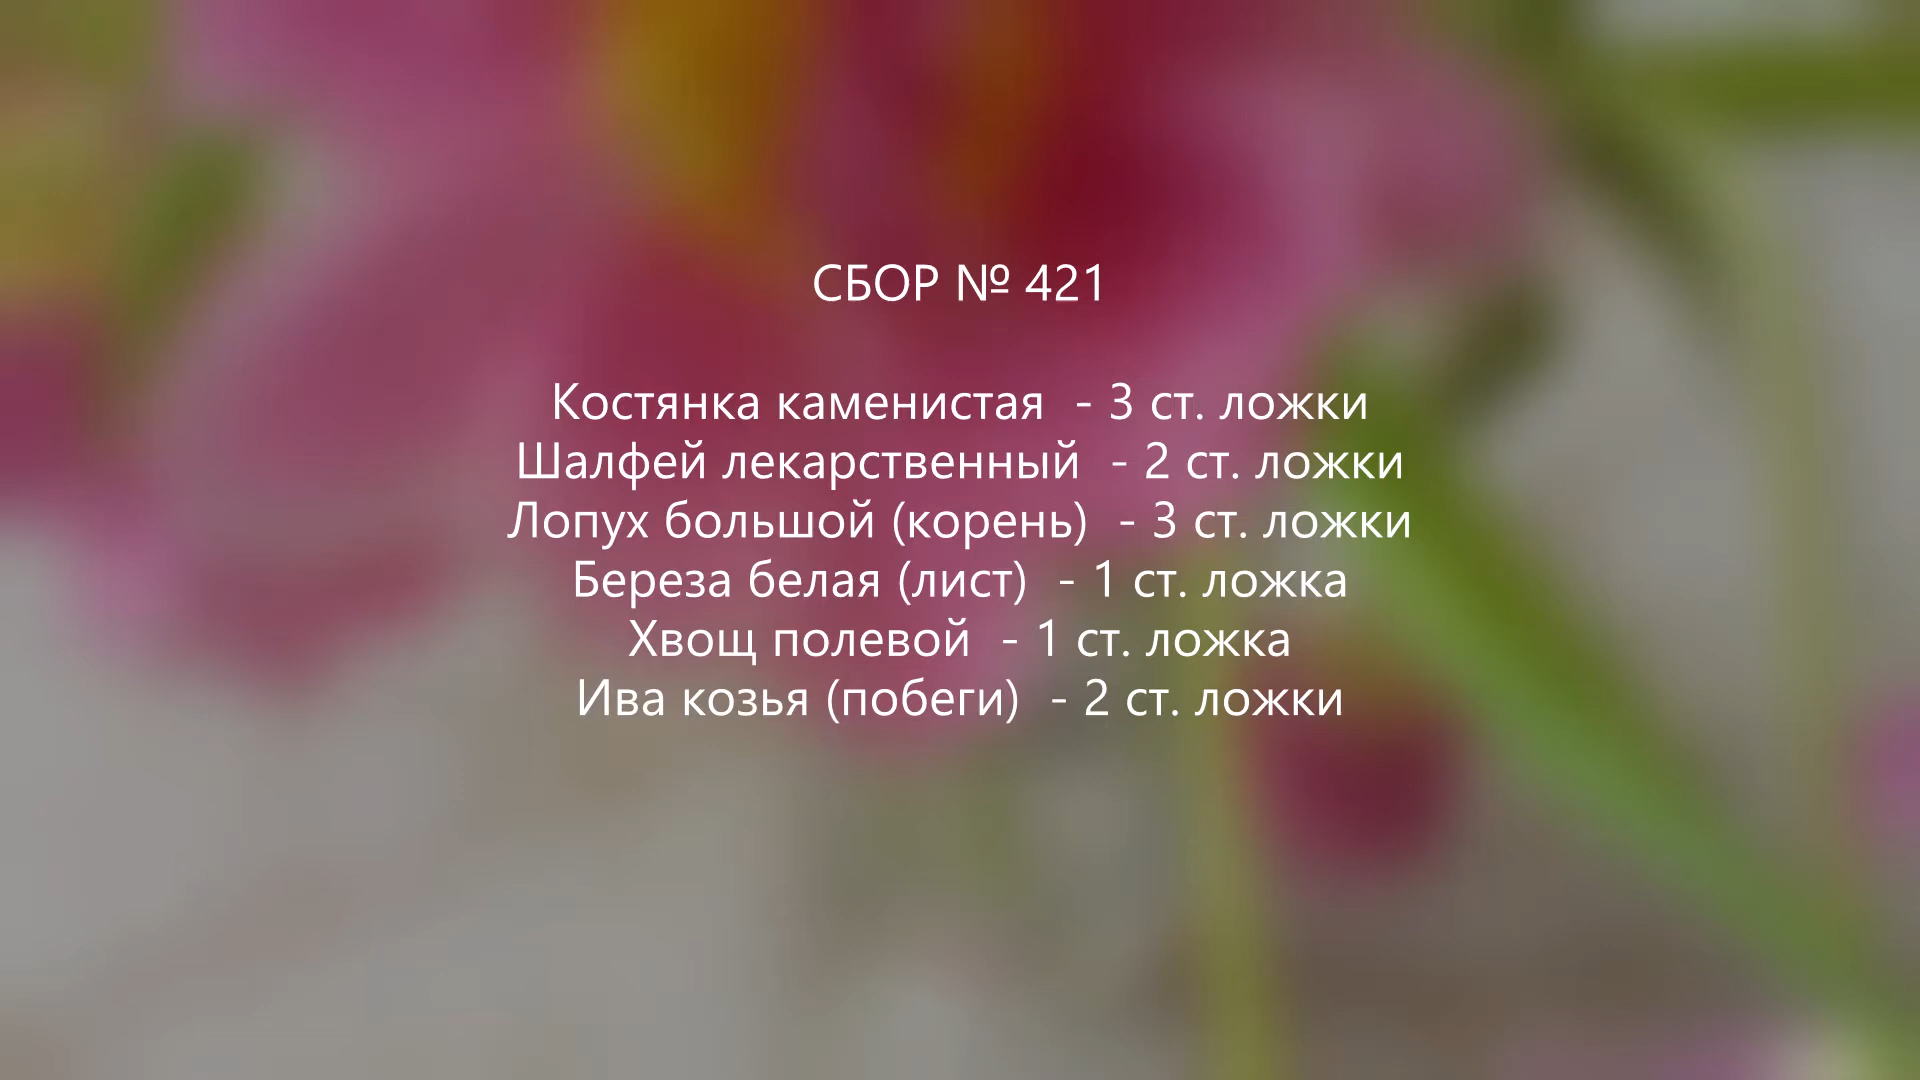 СБОР № 421
Костянка каменистая - 3 ст. ложки
Шалфей лекарственный - 2 ст. ложки
Лопух большой (корень) - 3 ст. ложки
Береза белая (лист) - 1 ст. ложка
Хвощ полевой - 1 ст. ложка
Ива козья (побеги) - 2 ст. ложки